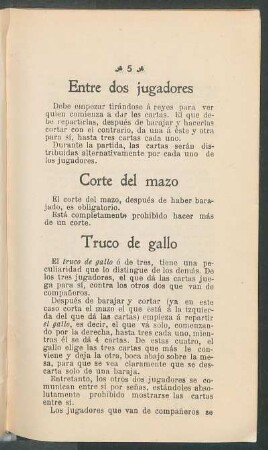 5
Entre dos jugadores
Debe empezar tirándose á reyes para ver
quien comienza a dar les cartas. El que de
be repartirlas, después de barajar y hacerlas
cortar con el contrario, da una á éste y otra
para sí, hasta tres cartas cada uno.
Durante la partida, las cartas serán dis-
tribuidas alternativamente por cada uno de
los jugadores.
Corte del mazo
El corte del mazo, después de haber bara-
jado, es obligatorio.
Está completamente prohibido hacer más
de un corte.
Truco de gallo
El truco de gallo ó de tres, tiene una pe-
culiaridad que lo distingue de los demás. De
los tres jugadores, el que dá las cartas jue-
ga para sí, contra los otros dos que van de
compañeros.
Después de barajar y cortar (ya en este
caso corta el mazo el que está á la izquier-
da del que dá las cartas) empieza á repartir
el gallo, es decir, el que vá solo, comenzan-
do por la derecha, hasta tres cada uno, mien-
tras él se dá 4 cartas. De estas cuatro, el
gallo elige las tres cartas que más le con-
viene y deja la otra, boca abajo sobre la me-
sa, para que se vea claramente que se des-
carta solo de una baraja.
Entretanto, los otros dos jugadores se co-
munican entre sí por señas, estándoles abso-
lutamente prohibido mostrarse las cartas
entre sí.
Los jugadores que van de compañeros se